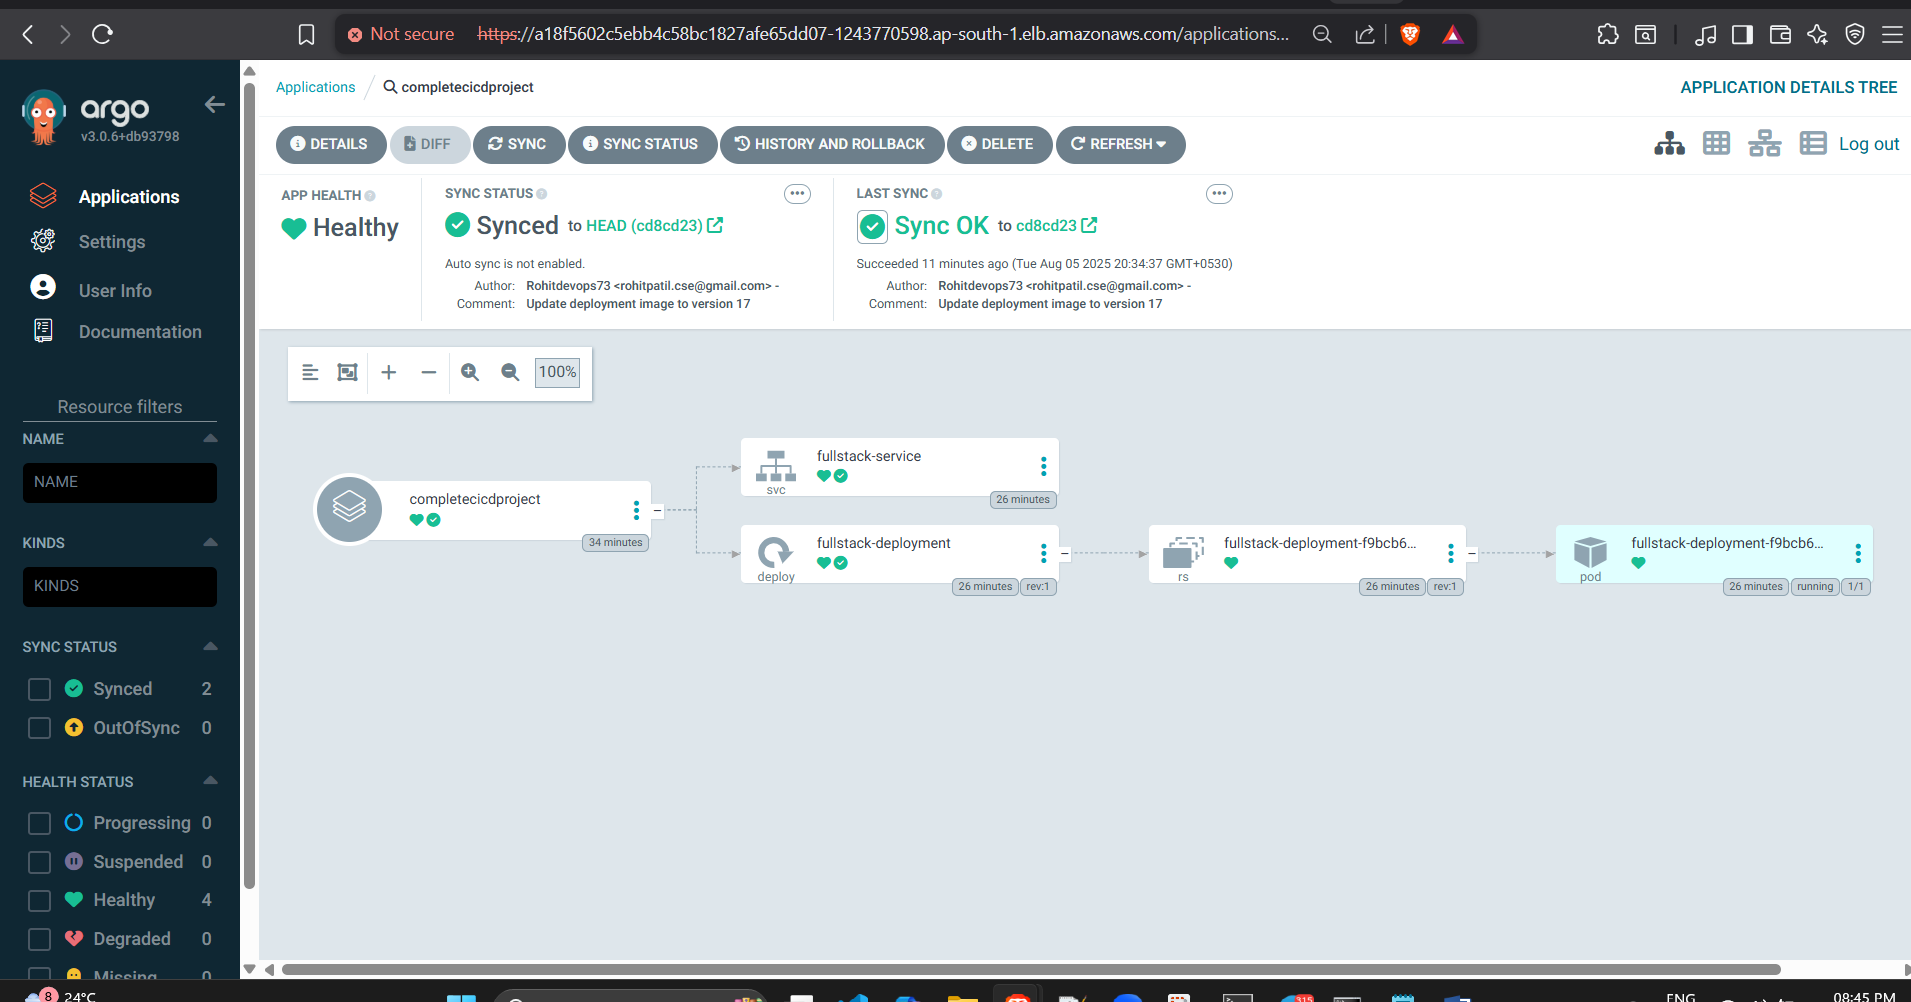 Not secure https://a18f5602c5ebb4c58bc1827afe65dd07-1243770598.ap-south-1.elb.amazonaws.com/applications...
argo
v3.0.6+db93798
Applications
Settings
User Info
Documentation
Resource filters
NAME
NAME
KINDS
KINDS
SYNC STATUS
Synced 2
OutOfSync 0
HEALTH STATUS
Progressing 0
Suspended 0
Healthy 4
Degraded 0
Missing 0
Applications / completecicdproject
APPLICATION DETAILS TREE
DETAILS DIFF SYNC SYNC STATUS HISTORY AND ROLLBACK DELETE REFRESH
Log out
APP HEALTH
Healthy
SYNC STATUS
Synced to HEAD (cd8cd23)
Auto sync is not enabled.
Author: Rohitdevops73 <rohitpatil.cse@gmail.com> -
Comment: Update deployment image to version 17
LAST SYNC
Sync OK to cd8cd23
Succeeded 11 minutes ago (Tue Aug 05 2025 20:34:37 GMT+0530)
Author: Rohitdevops73 <rohitpatil.cse@gmail.com> -
Comment: Update deployment image to version 17
100%
completecicdproject
34 minutes
fullstack-service
svc
26 minutes
fullstack-deployment
deploy
26 minutes rev:1
fullstack-deployment-f9bcb6...
rs
26 minutes rev:1
fullstack-deployment-f9bcb6...
pod
26 minutes running 1/1
8
24°C
315
ENG
08:45 PM